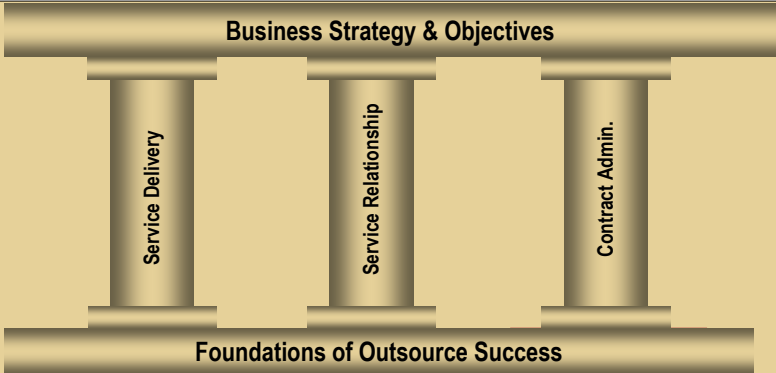 Business Strategy & Objectives
Service Delivery
Service Relationship
Contract Admin.
Foundations of Outsource Success